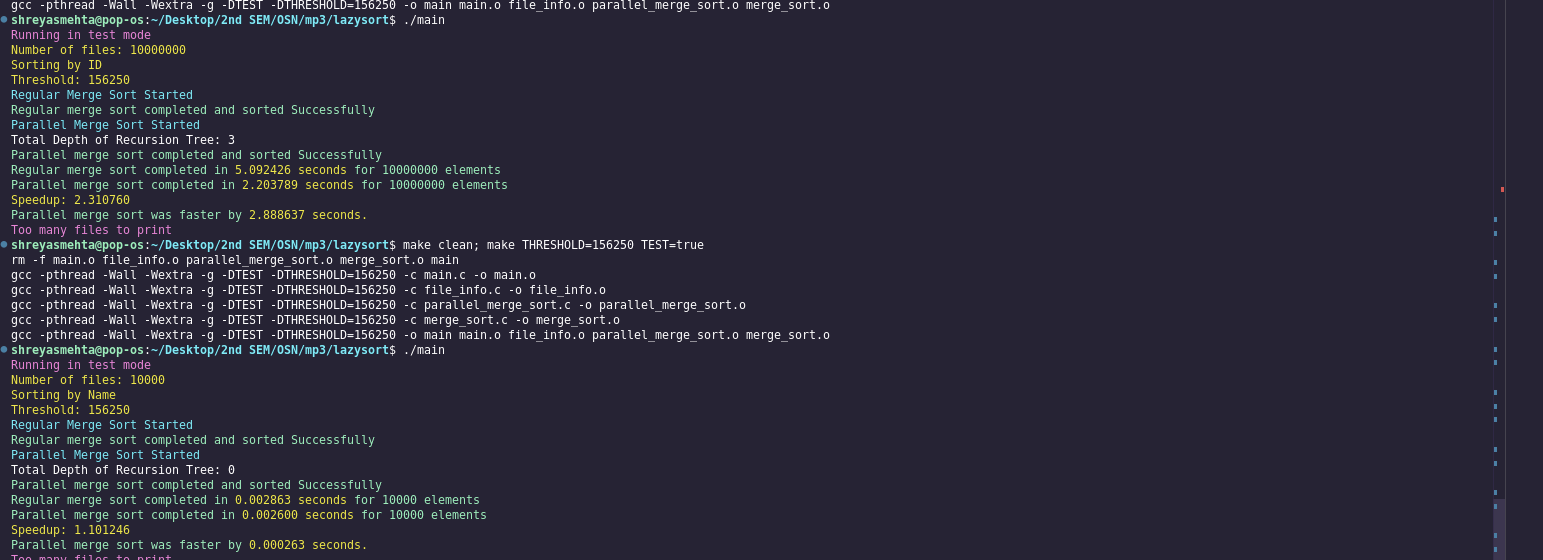 gcc -pthread -Wall -Wextra -g -DTEST -DTHRESHOLD=156250 -o main main.o file_info.o parallel_merge_sort.o merge_sort.o
shreyasmehta@pop-os:~/Desktop/2nd SEM/OSN/mp3/lazysort$ ./main
Running in test mode
Number of files: 10000000
Sorting by ID
Threshold: 156250
Regular Merge Sort Started
Regular merge sort completed and sorted Successfully
Parallel Merge Sort Started
Total Depth of Recursion Tree: 3
Parallel merge sort completed and sorted Successfully
Regular merge sort completed in 5.092426 seconds for 10000000 elements
Parallel merge sort completed in 2.203789 seconds for 10000000 elements
Speedup: 2.310760
Parallel merge sort was faster by 2.888637 seconds.
Too many files to print
shreyasmehta@pop-os:~/Desktop/2nd SEM/OSN/mp3/lazysort$ make clean; make THRESHOLD=156250 TEST=true
rm -f main.o file_info.o parallel_merge_sort.o merge_sort.o main
gcc -pthread -Wall -Wextra -g -DTEST -DTHRESHOLD=156250 -c main.c -o main.o
gcc -pthread -Wall -Wextra -g -DTEST -DTHRESHOLD=156250 -c file_info.c -o file_info.o
gcc -pthread -Wall -Wextra -g -DTEST -DTHRESHOLD=156250 -c parallel_merge_sort.c -o parallel_merge_sort.o
gcc -pthread -Wall -Wextra -g -DTEST -DTHRESHOLD=156250 -c merge_sort.c -o merge_sort.o
gcc -pthread -Wall -Wextra -g -DTEST -DTHRESHOLD=156250 -o main main.o file_info.o parallel_merge_sort.o merge_sort.o
shreyasmehta@pop-os:~/Desktop/2nd SEM/OSN/mp3/lazysort$ ./main
Running in test mode
Number of files: 10000
Sorting by Name
Threshold: 156250
Regular Merge Sort Started
Regular merge sort completed and sorted Successfully
Parallel Merge Sort Started
Total Depth of Recursion Tree: 0
Parallel merge sort completed and sorted Successfully
Regular merge sort completed in 0.002863 seconds for 10000 elements
Parallel merge sort completed in 0.002600 seconds for 10000 elements
Speedup: 1.101246
Parallel merge sort was faster by 0.000263 seconds.
Too many files to print